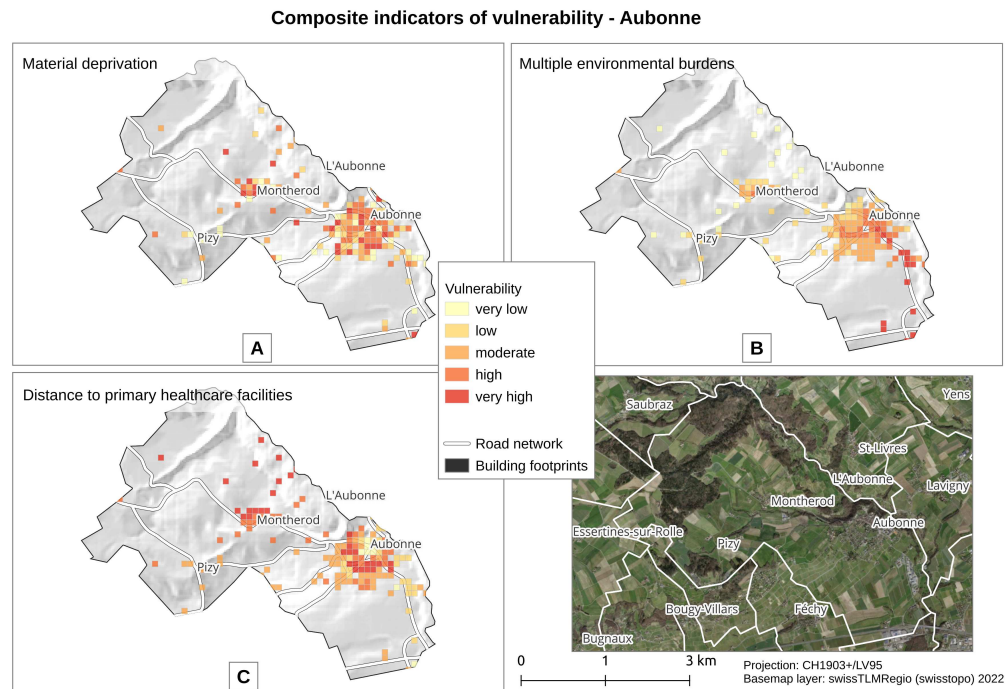 Composite indicators of vulnerability - Aubonne
Material deprivation
L'Aubonne
Montherod
Aubonne
Pizy
A
Multiple environmental burdens
L'Aubonne
Montherod
Aubonne
Pizy
B
Vulnerability
very low
low
moderate
high
very high
Road network
Building footprints
Distance to primary healthcare facilities
L'Aubonne
Montherod
Aubonne
Pizy
C
Saubraz
Yens
St-Livres
L'Aubonne
Lavigny
Montherod
Aubonne
Essertines-sur-Rolle
Pizy
Bougy-Villars
Féchy
Bugnaux
0 1 3 km
Projection: CH1903+/LV95
Basemap layer: swissTLMRegio (swisstopo) 2022